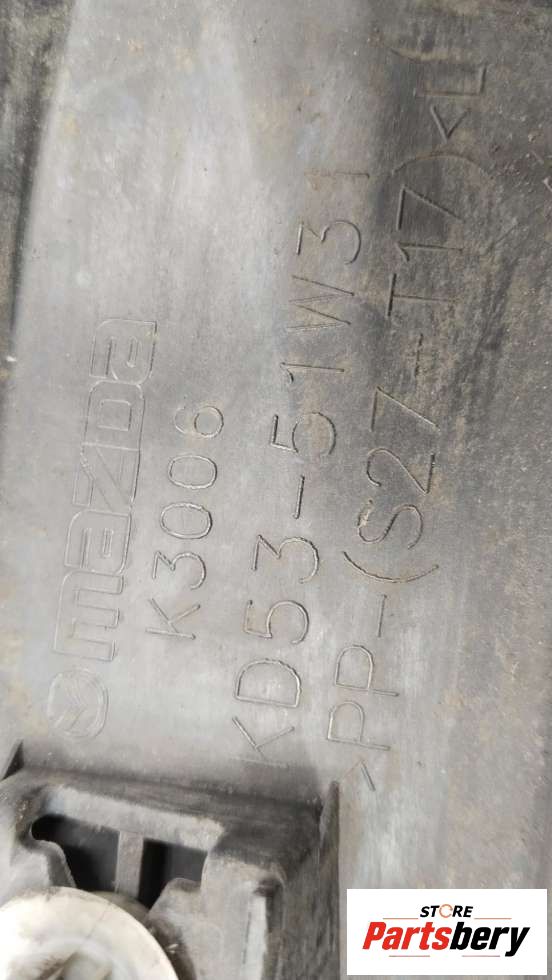 mazda
K3006
KD53-51W31
>PP-(S27-T17)<L
STORE
Partsbery